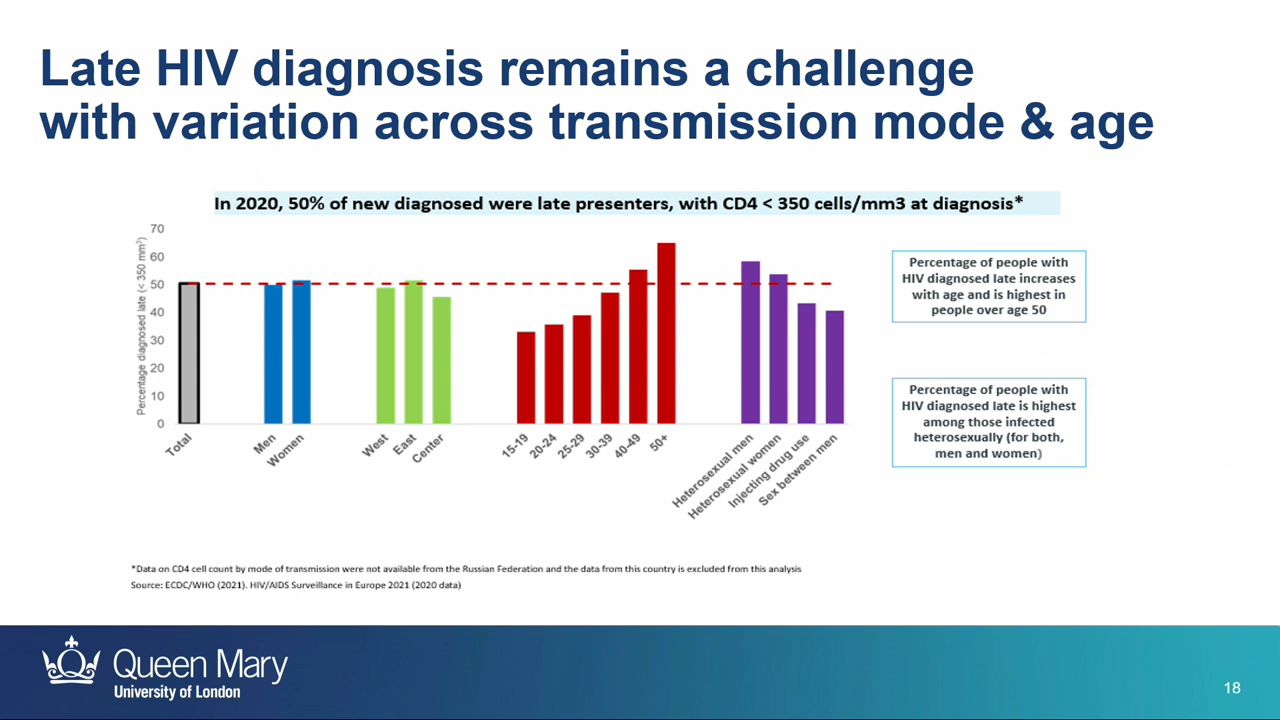 Late HIV diagnosis remains a challenge
with variation across transmission mode & age
In 2020, 50% of new diagnosed were late presenters, with CD4 < 350 cells/mm3 at diagnosis*
Percentage diagnosed late (< 350 mm³)
70
60
50
40
30
20
10
0
Total
Men
Women
West
East
Center
15-19
20-24
25-29
30-39
40-49
50+
Heterosexual men
Heterosexual women
Injecting drug use
Sex between men
Percentage of people with
HIV diagnosed late increases
with age and is highest in
people over age 50
Percentage of people with
HIV diagnosed late is highest
among those infected
heterosexually (for both,
men and women)
*Data on CD4 cell count by mode of transmission were not available from the Russian Federation and the data from this country is excluded from this analysis
Source: ECDC/WHO (2021). HIV/AIDS Surveillance in Europe 2021 (2020 data)
Queen Mary
University of London
18